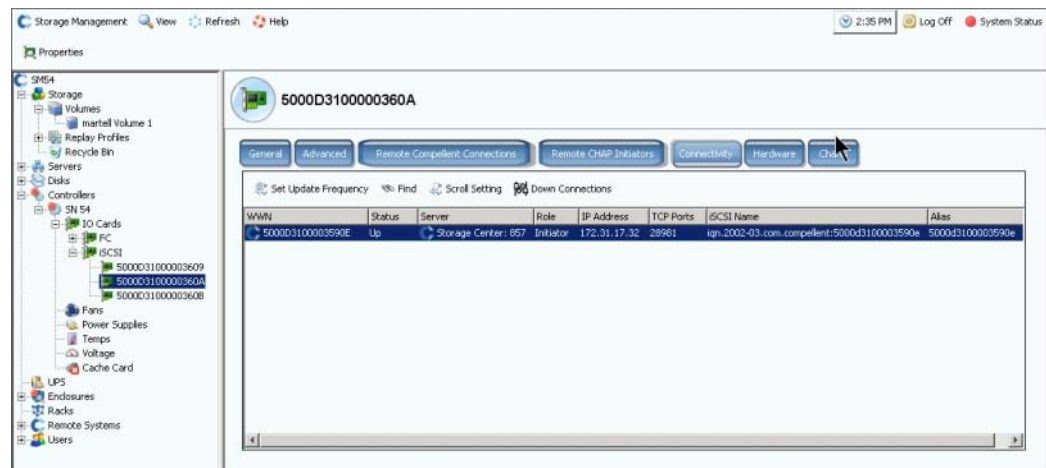 Storage Management View Refresh Help 2:35 PM Log Off System Status
Properties
SM54
Storage
Volumes
martell Volume 1
Replay Profiles
Recycle Bin
Servers
Disks
Controllers
SN 54
IO Cards
FC
iSCSI
5000D31000003609
5000D3100000360A
5000D3100000360B
Fans
Power Supplies
Temps
Voltage
Cache Card
UPS
Enclosures
Racks
Remote Systems
Users
5000D3100000360A
General Advanced Remote Compellent Connections Remote CHAP Initiators Connectivity Hardware
Set Update Frequency Find Scroll Setting Down Connections
WWN Status Server Role IP Address TCP Ports iSCSI Name Alias
5000D3100003590E Up Storage Center: 857 Initiator 172.31.17.32 28981 iqn.2002-03.com.compellent:5000d3100003590e 5000d3100003590e